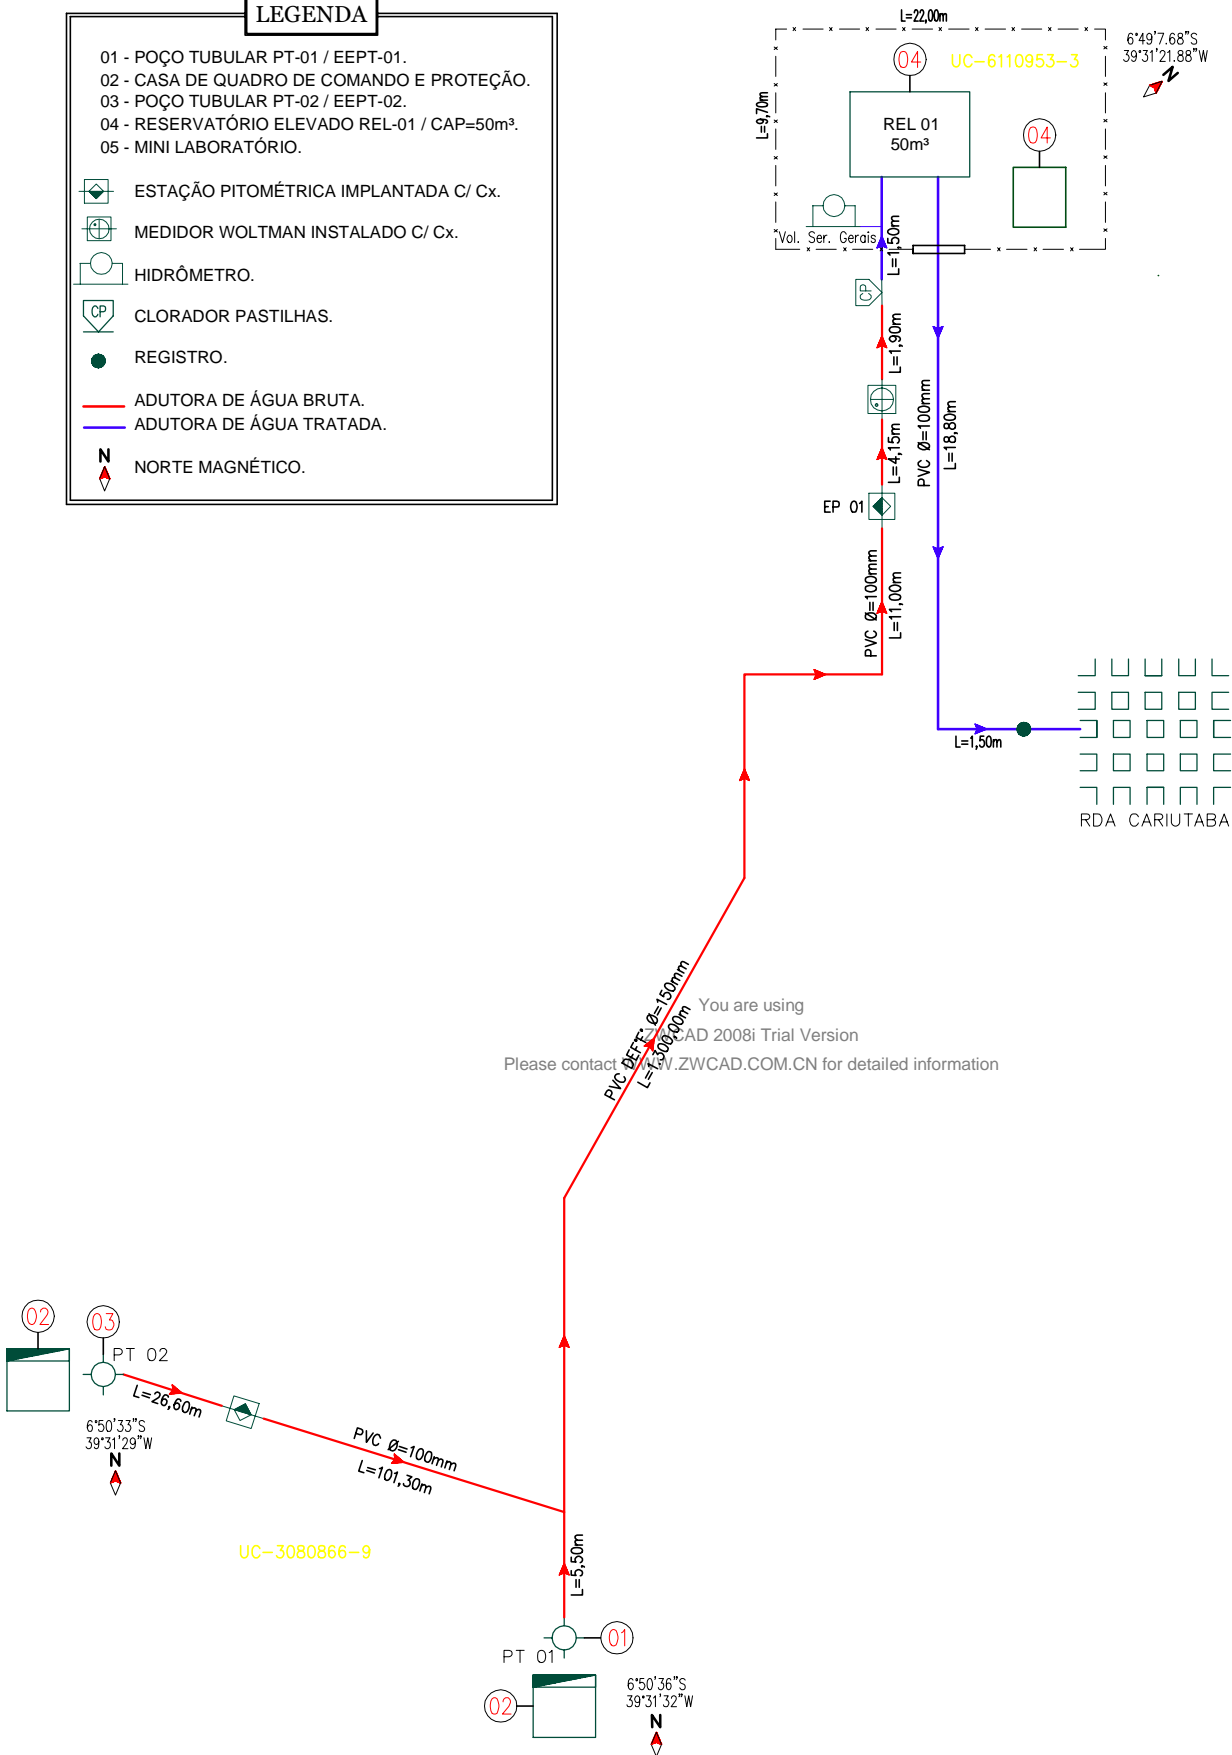 LEGENDA
01 - POÇO TUBULAR PT-01 / EEPT-01.
02 - CASA DE QUADRO DE COMANDO E PROTEÇÃO.
03 - POÇO TUBULAR PT-02 / EEPT-02.
04 - RESERVATÓRIO ELEVADO REL-01 / CAP=50m³.
05 - MINI LABORATÓRIO.
ESTAÇÃO PITOMÉTRICA IMPLANTADA C/ Cx.
MEDIDOR WOLTMAN INSTALADO C/ Cx.
HIDRÔMETRO.
CP
CLORADOR PASTILHAS.
REGISTRO.
ADUTORA DE ÁGUA BRUTA.
ADUTORA DE ÁGUA TRATADA.
N
NORTE MAGNÉTICO.
L=22,00m
L=9,70m
04
UC-6110953-3
6°49'7.68"S
39°31'21.88"W
N
REL 01
50m³
04
Vol. Ser. Gerais
L=1,50m
CP
L=1,90m
L=4,15m
EP 01
PVC Ø=100mm
L=11,00m
PVC Ø=100mm
L=18,80m
L=1,50m
RDA CARIUTABA
PVC DEFºFº Ø=150mm
L=1.300,00m
You are using
ZWCAD 2008i Trial Version
Please contact WWW.ZWCAD.COM.CN for detailed information
02
03
PT 02
L=26,60m
6°50'33"S
39°31'29"W
N
PVC Ø=100mm
L=101,30m
UC-3080866-9
L=5,50m
01
PT 01
02
6°50'36"S
39°31'32"W
N